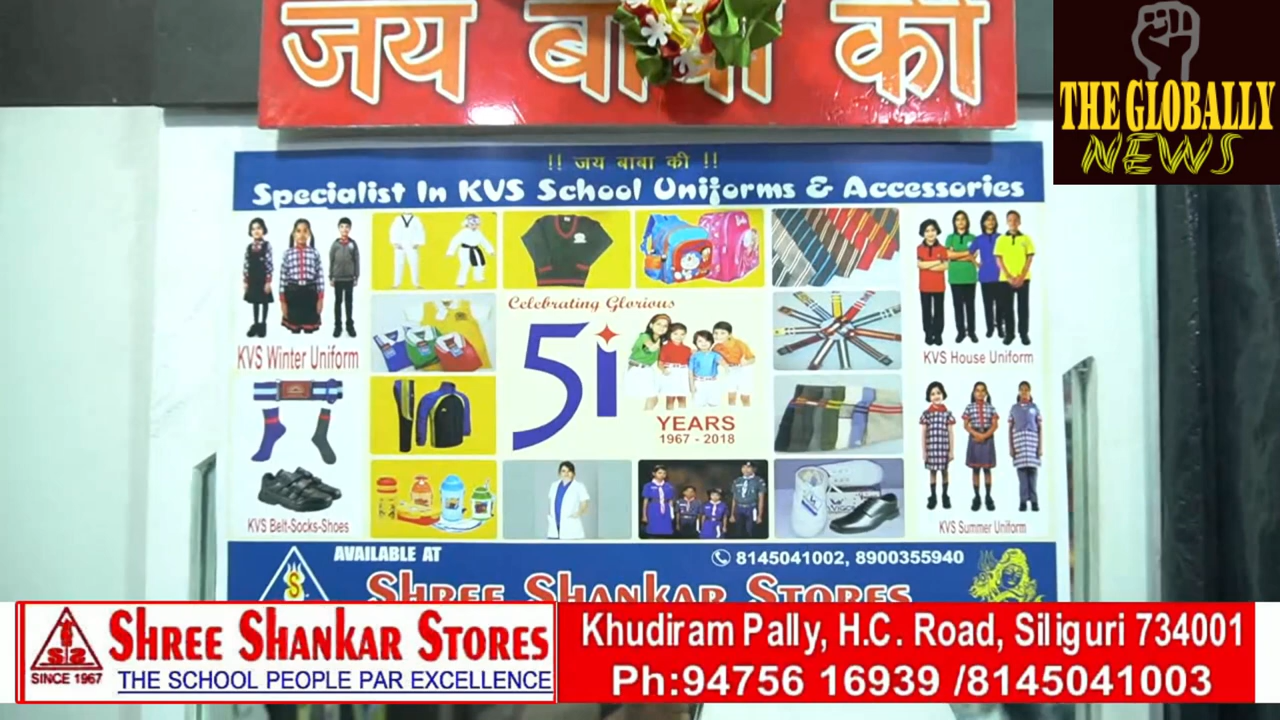 जय बाबा की
THE GLOBALLY
NEWS
!! जय बाबा की !!
Specialist In KVS School Uniforms & Accessories
Celebrating Glorious
51
YEARS
1967 - 2018
KVS Winter Uniform
KVS House Uniform
KVS Belt-Socks-Shoes
KVS Summer Uniform
AVAILABLE AT
8145041002, 8900355940
S
SHREE SHANKAR STORES
SHREE SHANKAR STORES
SINCE 1967
THE SCHOOL PEOPLE PAR EXCELLENCE
Khudiram Pally, H.C. Road, Siliguri 734001
Ph:94756 16939 /8145041003